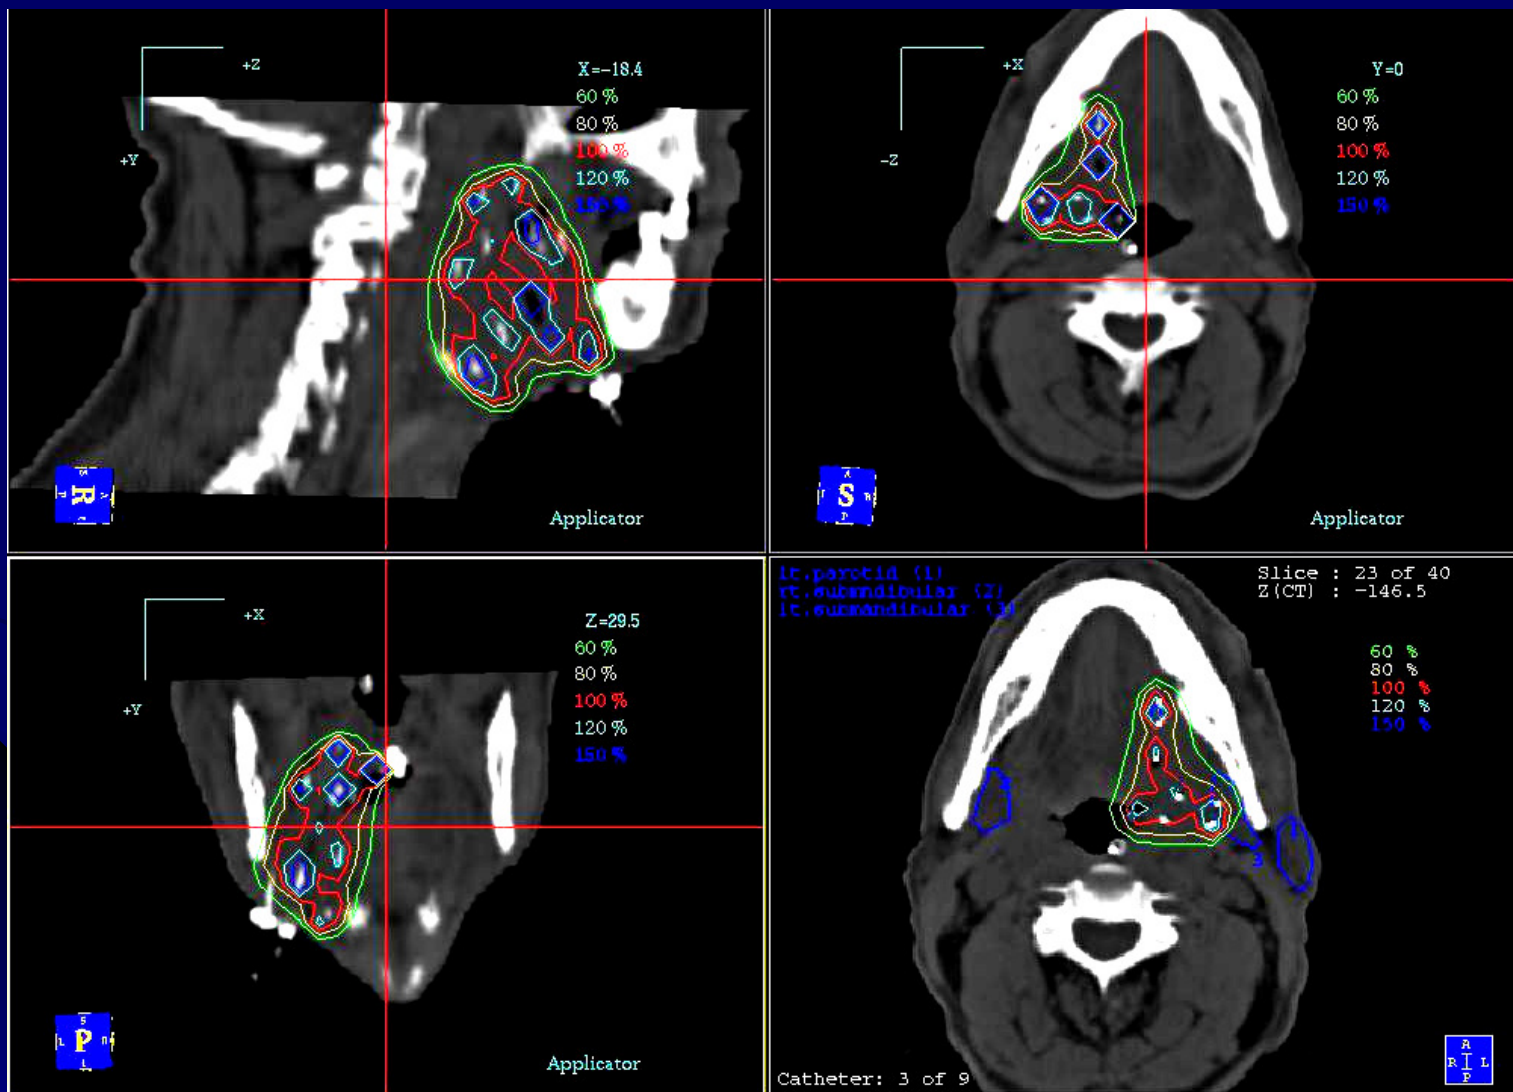 +Z
X=-18.4
60 %
80 %
100 %
120 %
150 %
+Y
R
Applicator
+X
Y=0
60 %
80 %
100 %
120 %
150 %
-Z
S
Applicator
+X
Z=29.5
60 %
80 %
100 %
120 %
150 %
+Y
P
Applicator
lt.parotid (1)
rt.submndibular (2)
lt.submandibular (3)
Slice : 23 of 40
Z(CT) : -146.5
60 %
80 %
100 %
120 %
150 %
3
Catheter: 3 of 9
A
R I L
P